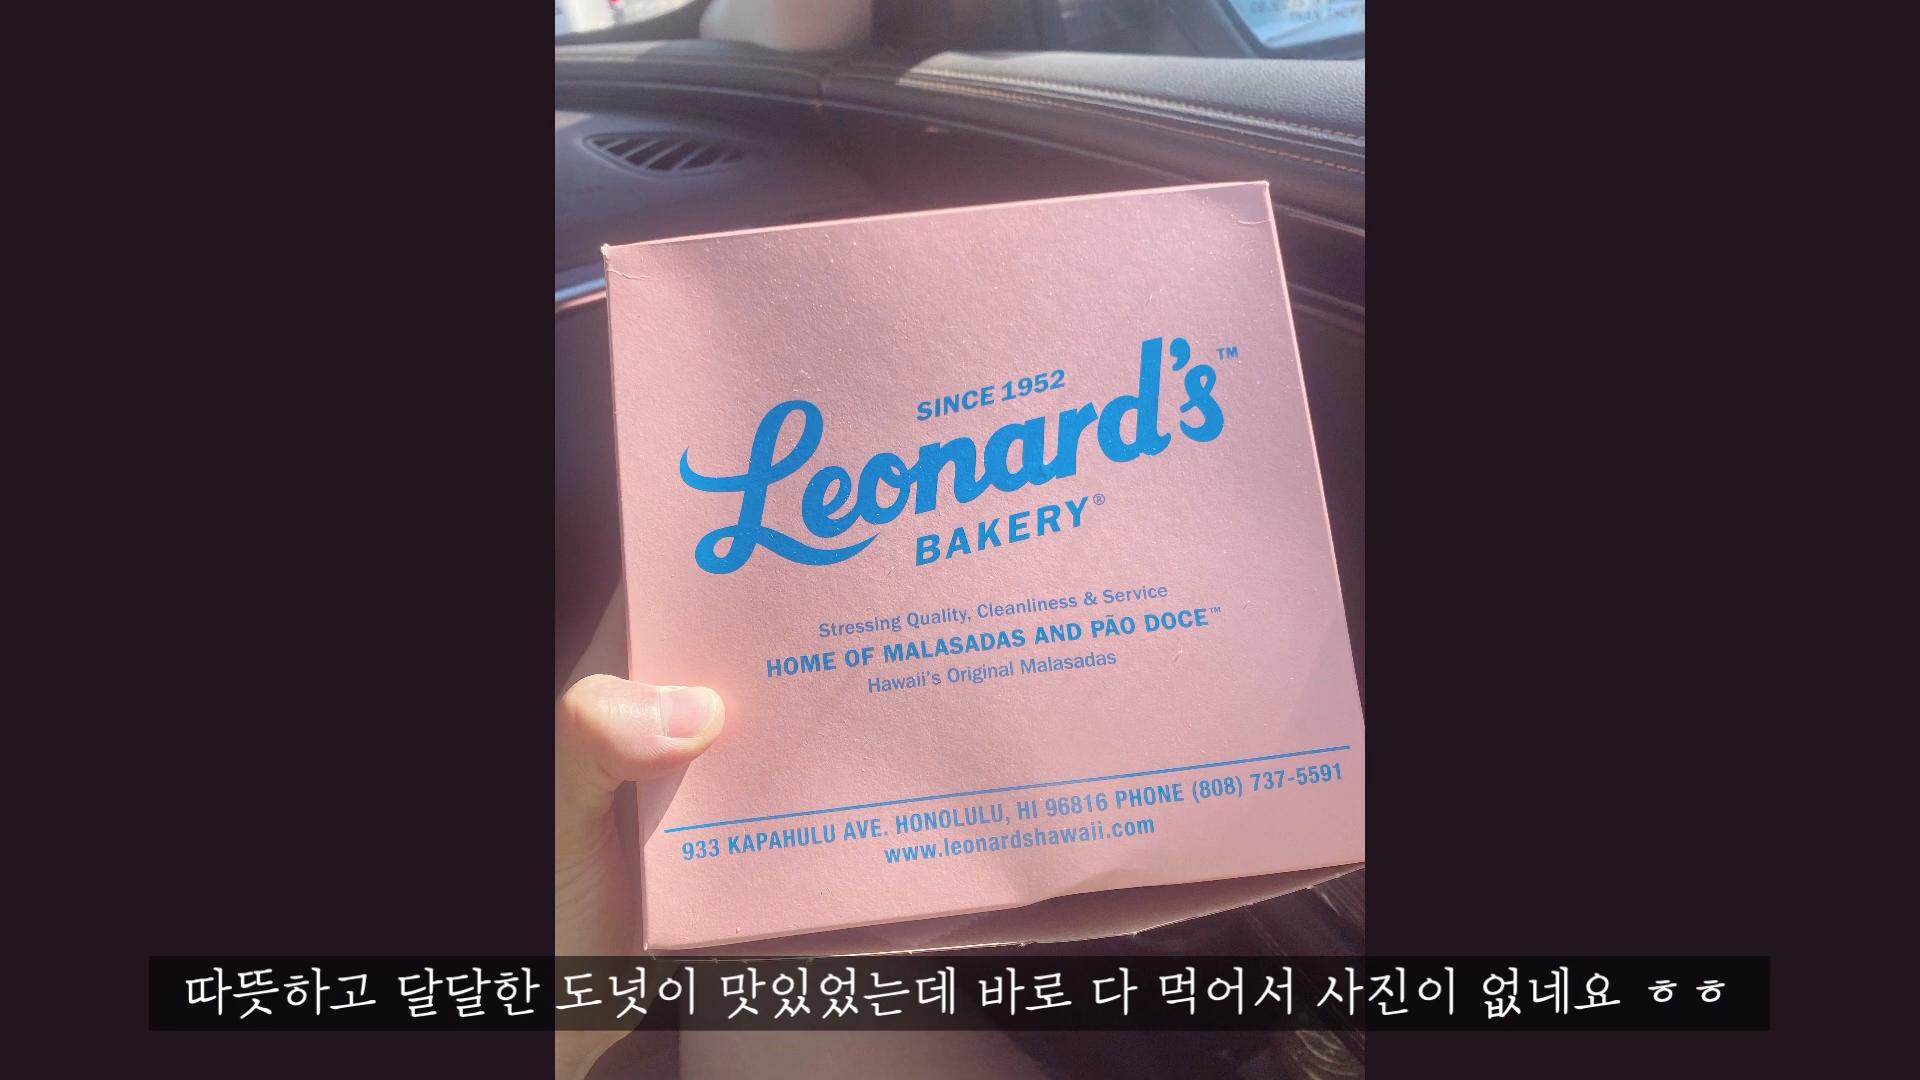 SINCE 1952
Leonard's™
BAKERY®
Stressing Quality, Cleanliness & Service
HOME OF MALASADAS AND PÃO DOCE™
Hawaii's Original Malasadas
933 KAPAHULU AVE. HONOLULU, HI 96816 PHONE (808) 737-5591
www.leonardshawaii.com
따뜻하고 달달한 도넛이 맛있었는데 바로 다 먹어서 사진이 없네요 ㅎㅎ